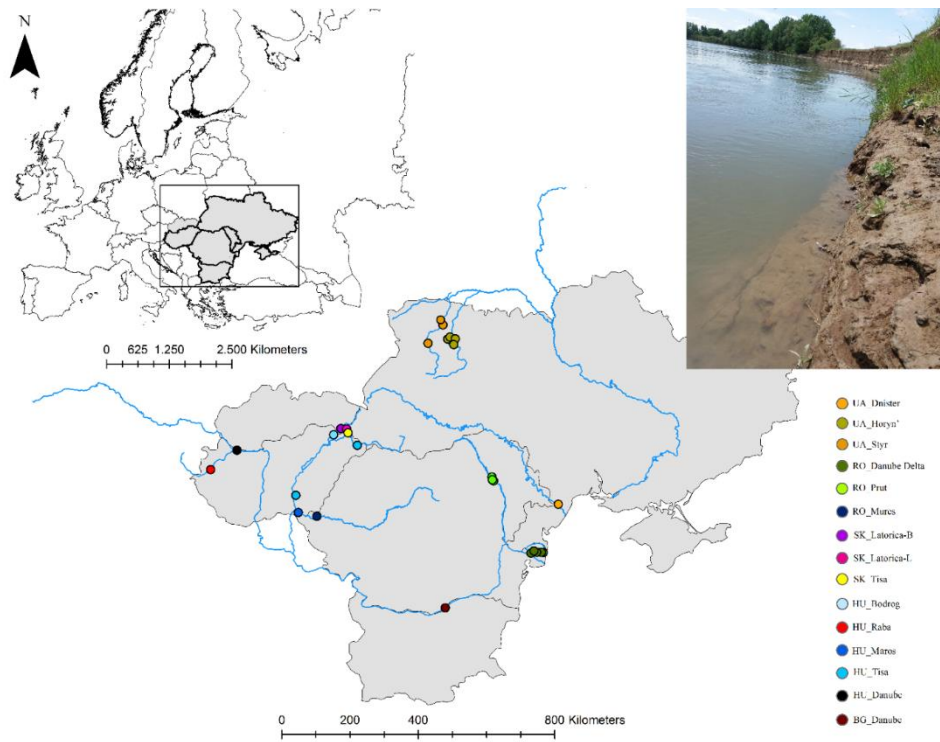 N
0 625 1.250 2.500 Kilometers
UA_Dnister
UA_Horyn'
UA_Styr
RO_Danube Delta
RO_Prut
RO_Mures
SK_Latorica-B
SK_Latorica-L
SK_Tisa
HU_Bodrog
HU_Raba
HU_Maros
HU_Tisa
HU_Danube
BG_Danube
0 200 400 800 Kilometers